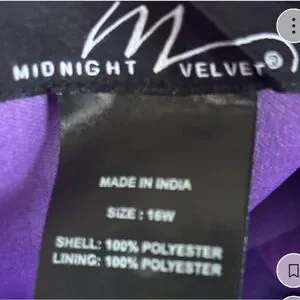 MIDNIGHT VELVET®
MADE IN INDIA
SIZE: 16W
SHELL: 100% POLYESTER
LINING: 100% POLYESTER